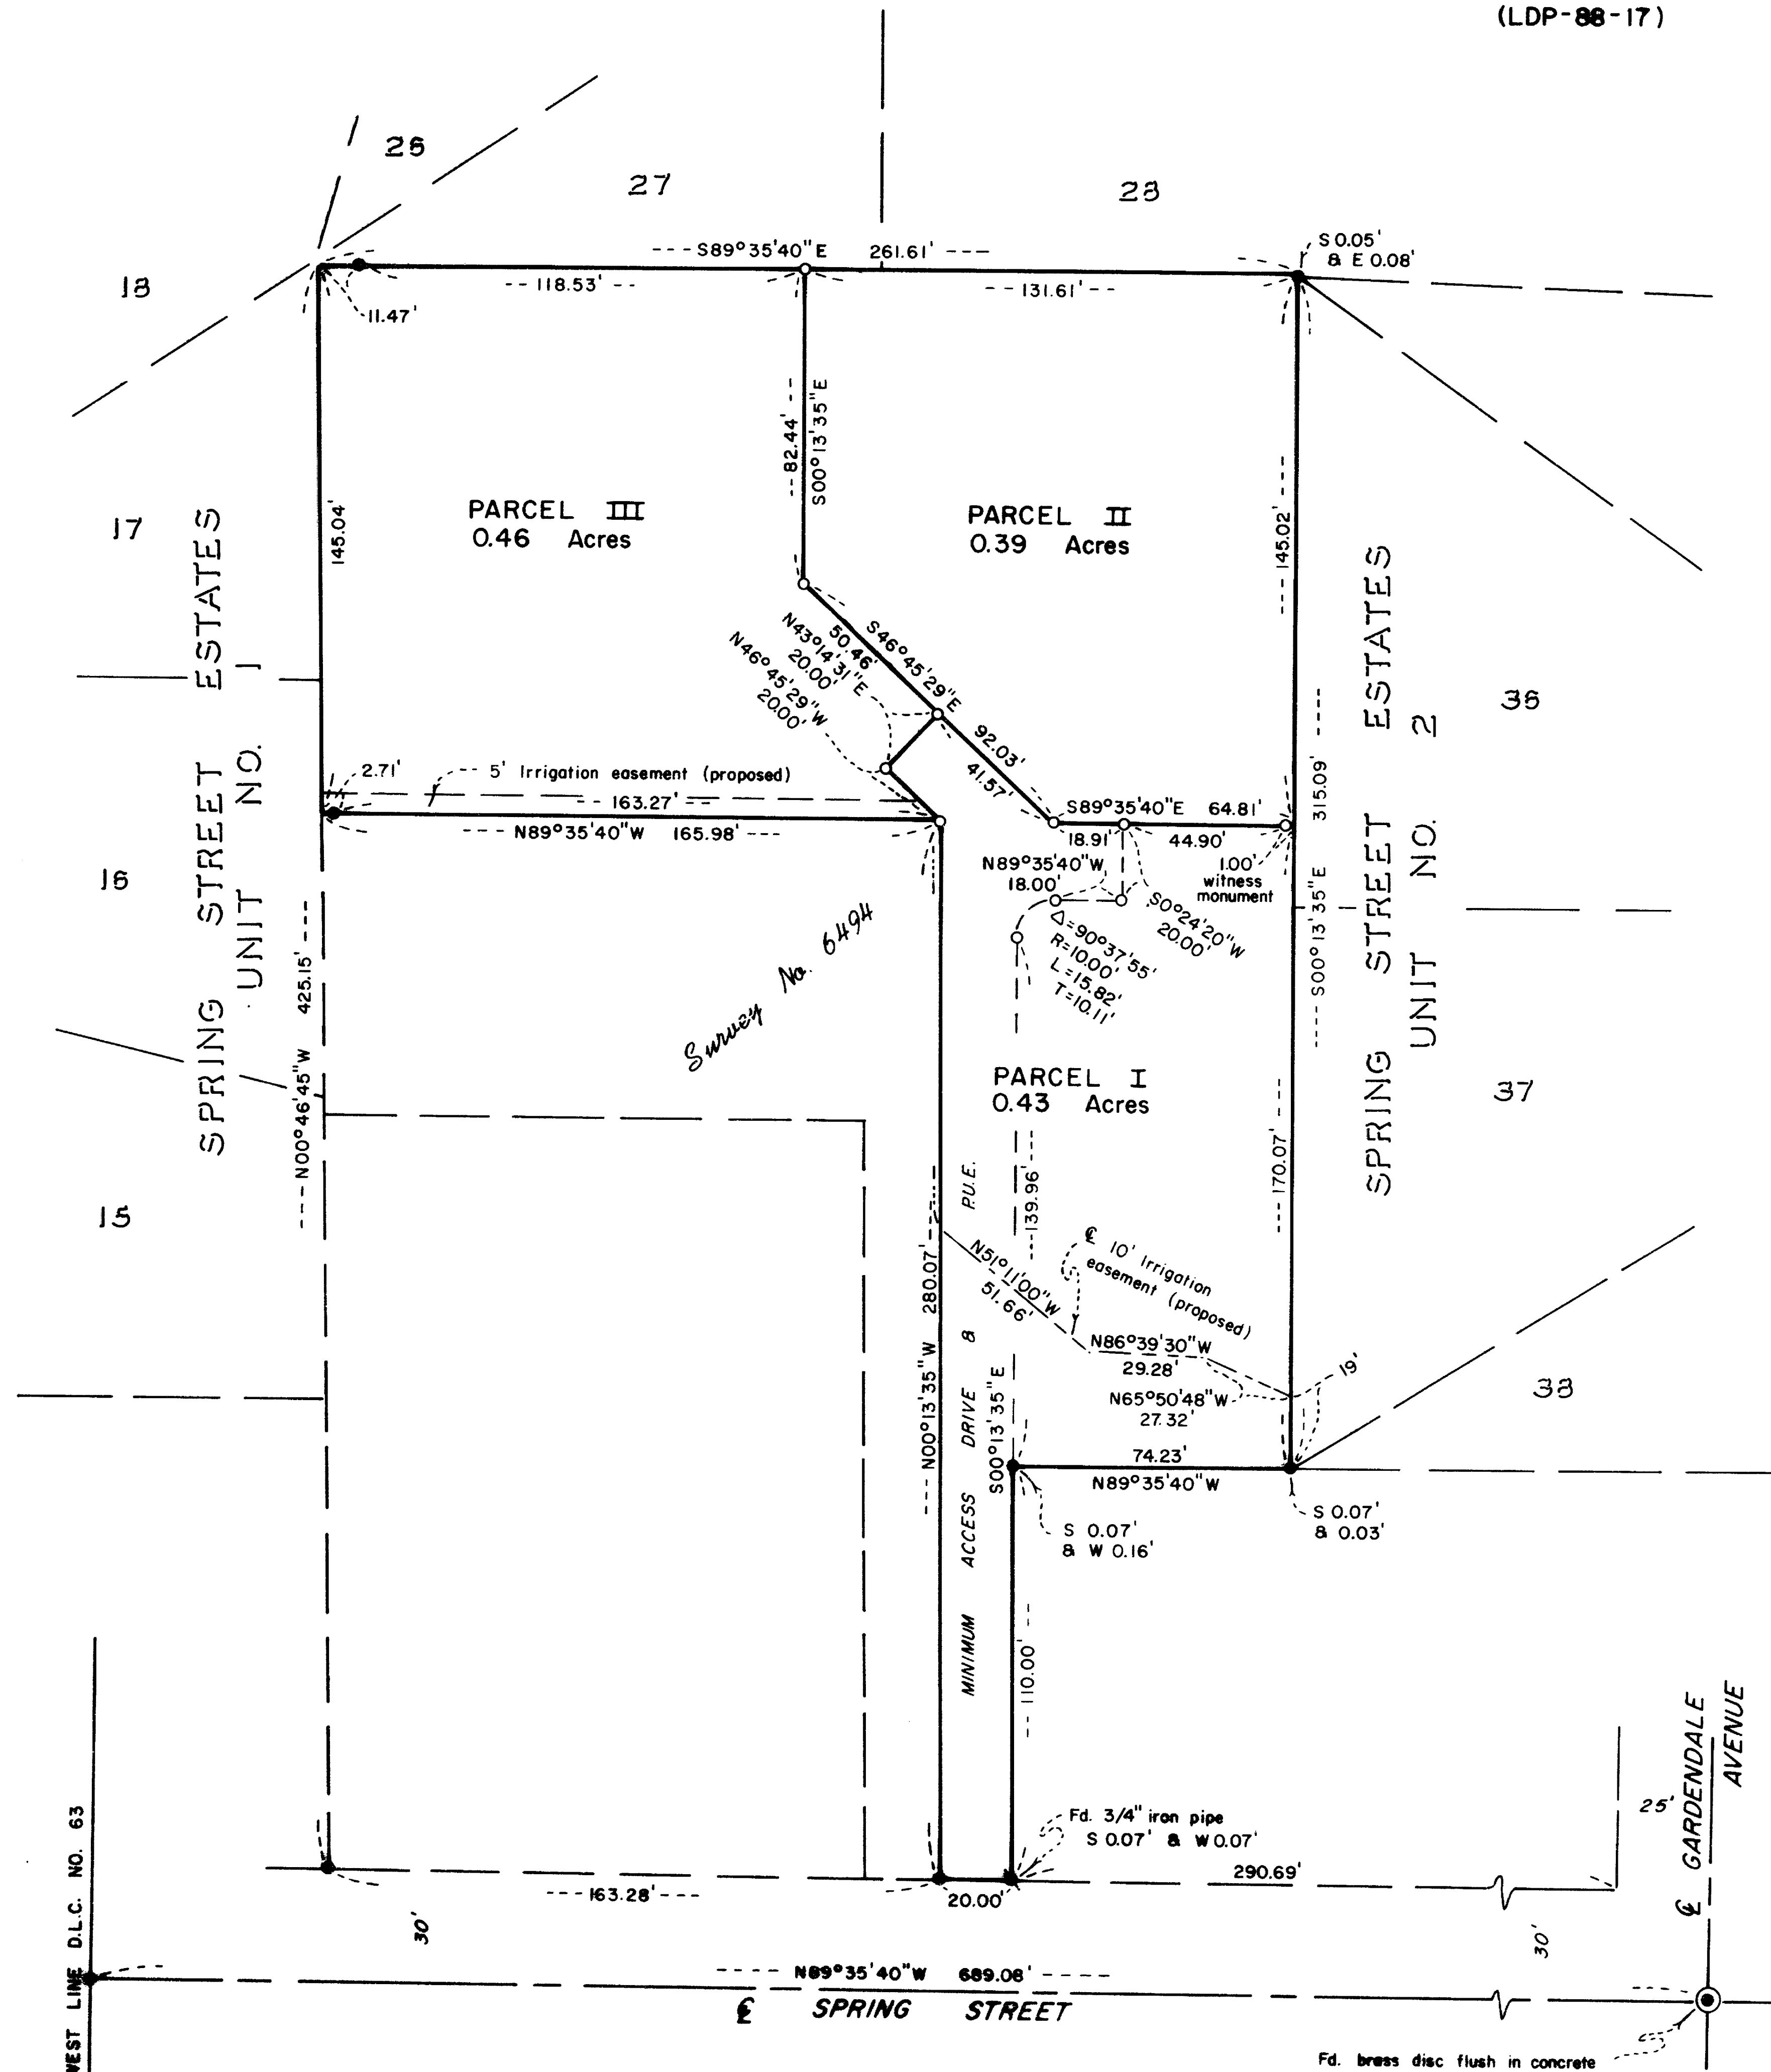 (LDP-88-17)
26
27
28
18
--- S89°35'40"E 261.61' ---
S 0.05'
& E 0.08'
--118.53'--
--131.61'--
11.47'
--82.44'--
S00°13'35"E
17
145.04'
PARCEL III
0.46 Acres
PARCEL II
0.39 Acres
---145.02'---
SPRING STREET ESTATES
UNIT NO. 1
SPRING STREET ESTATES
UNIT NO. 2
36
S46°45'29"E
50.46'
N43°14'31"E
20.00'
N46°45'29"W
20.00'
92.03'
41.57'
2.71'
5' Irrigation easement (proposed)
--163.27'--
---N89°35'40"W 165.98'---
S89°35'40"E 64.81'
18.91'
44.90'
1.00'
witness
monument
---S00°13'35"E 315.09'---
N89°35'40"W
18.00'
S0°24'20"W
20.00'
Δ=90°37'55"
R=10.00'
L=15.82'
T=10.11'
16
Survey No. 6494
---N00°46'45"W 425.15'---
PARCEL I
0.43 Acres
37
15
---170.07'---
---139.96'---
MINIMUM ACCESS DRIVE & P.U.E.
---N00°13'35"W 280.07'---
N51°11'00"W
51.66'
℄ 10' Irrigation
easement (proposed)
N86°39'30"W
29.28'
N65°50'48"W
27.32'
19'
38
S00°13'35"E
74.23'
N89°35'40"W
S 0.07'
& W 0.16'
S 0.07'
& 0.03'
---110.00'---
Fd. 3/4" iron pipe
S 0.07' & W 0.07'
25'
℄ GARDENDALE
AVENUE
---163.28'---
20.00'
290.69'
30'
30'
WEST LINE D.L.C. NO. 63
----N89°35'40"W 689.08'----
℄ SPRING STREET
Fd. brass disc flush in concrete